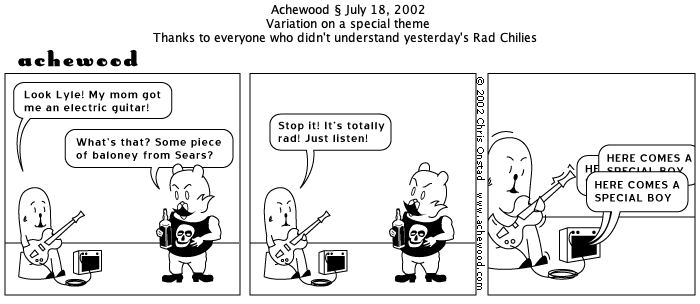 Achewood § July 18, 2002
Variation on a special theme
Thanks to everyone who didn't understand yesterday's Rad Chilies
achewood
Look Lyle! My mom got
me an electric guitar!
What's that? Some piece
of baloney from Sears?
Stop it! It's totally
rad! Just listen!
© 2002 Chris Onstad www.achewood.com
HERE COMES A
SPECIAL BOY
HERE COMES A
SPECIAL BOY